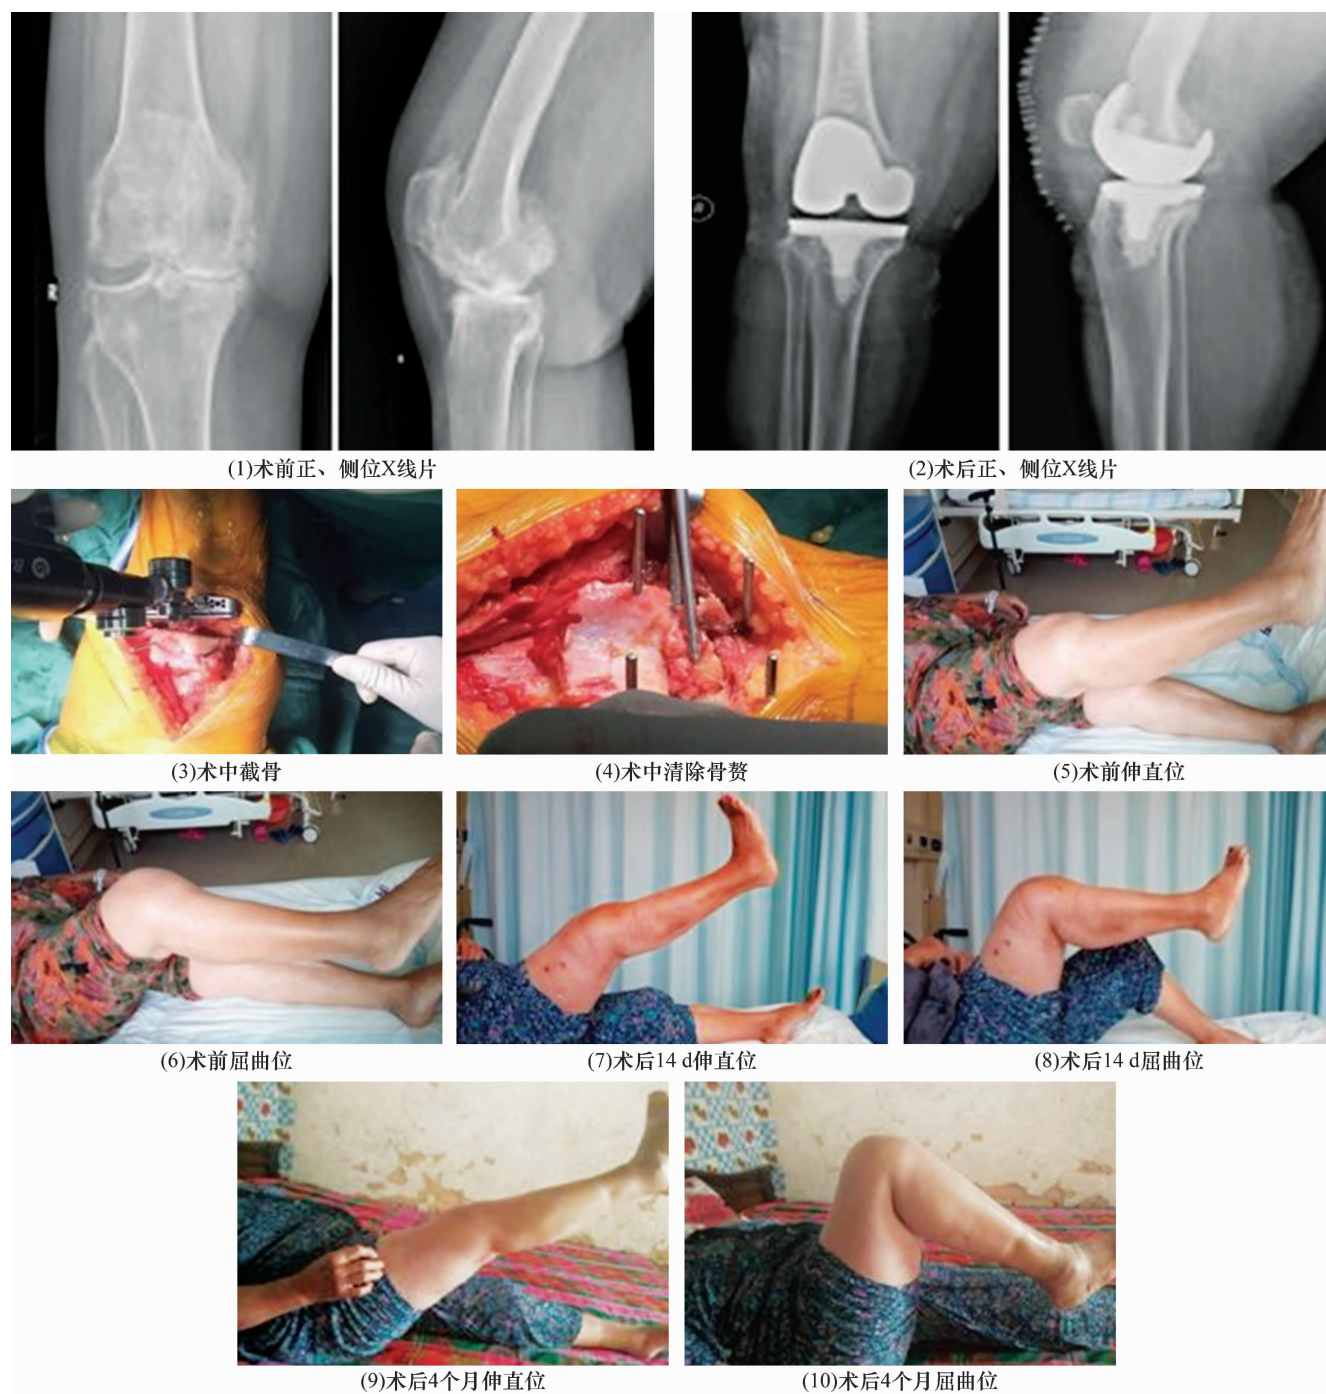 (1)术前正、侧位X线片
(2)术后正、侧位X线片
(3)术中截骨
(4)术中清除骨赘
(5)术前伸直位
(6)术前屈曲位
(7)术后14 d伸直位
(8)术后14 d屈曲位
(9)术后4个月伸直位
(10)术后4个月屈曲位